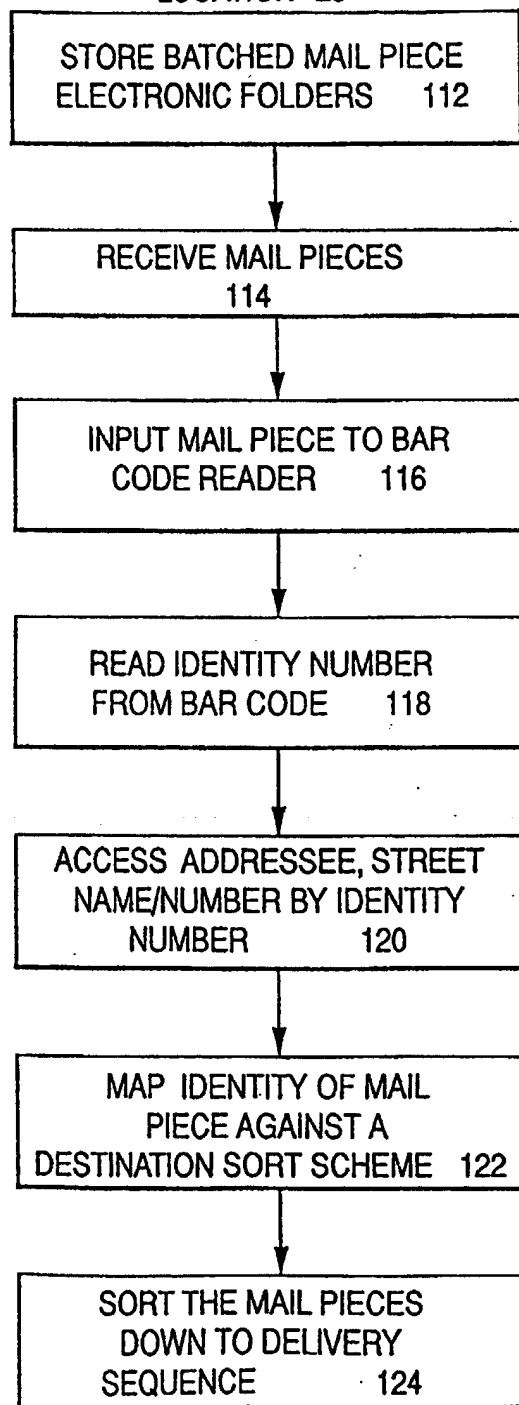 STORE BATCHED MAIL PIECE
ELECTRONIC FOLDERS 112
RECEIVE MAIL PIECES
114
INPUT MAIL PIECE TO BAR
CODE READER 116
READ IDENTITY NUMBER
FROM BAR CODE 118
ACCESS ADDRESSEE, STREET
NAME/NUMBER BY IDENTITY
NUMBER 120
MAP IDENTITY OF MAIL
PIECE AGAINST A
DESTINATION SORT SCHEME 122
SORT THE MAIL PIECES
DOWN TO DELIVERY
SEQUENCE 124